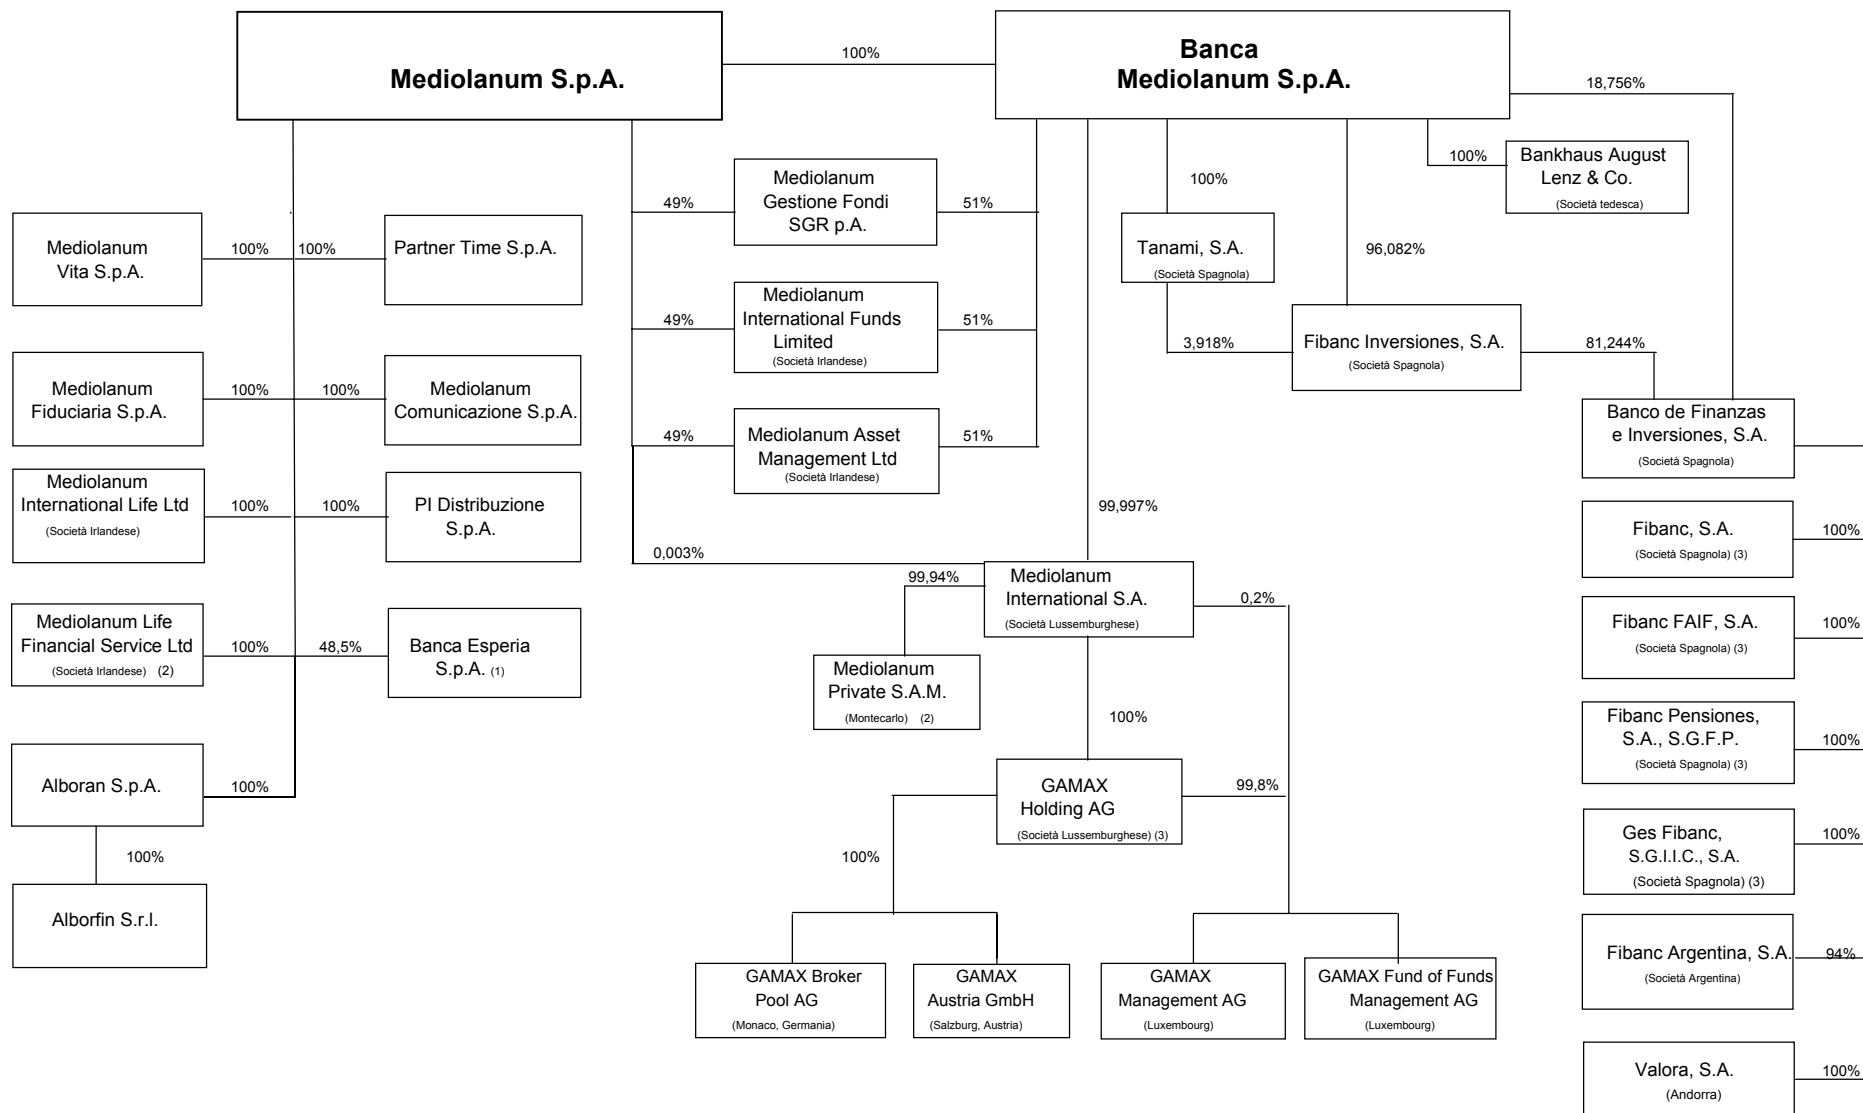 Mediolanum S.p.A.
100%
Banca
Mediolanum S.p.A.
18,756%
100%
Bankhaus August
Lenz & Co.
(Società tedesca)
Mediolanum
Vita S.p.A.
100%
100%
Partner Time S.p.A.
Mediolanum
Fiduciaria S.p.A.
100%
100%
Mediolanum
Comunicazione S.p.A.
Mediolanum
International Life Ltd
(Società Irlandese)
100%
100%
PI Distribuzione
S.p.A.
Mediolanum Life
Financial Service Ltd
(Società Irlandese) (2)
100%
48,5%
Banca Esperia
S.p.A. (1)
Alboran S.p.A.
100%
100%
Alborfin S.r.l.
49%
Mediolanum
Gestione Fondi
SGR p.A.
51%
49%
Mediolanum
International Funds
Limited
(Società Irlandese)
51%
49%
Mediolanum Asset
Management Ltd
(Società Irlandese)
51%
0,003%
99,997%
100%
Tanami, S.A.
(Società Spagnola)
96,082%
3,918%
Fibanc Inversiones, S.A.
(Società Spagnola)
81,244%
Banco de Finanzas
e Inversiones, S.A.
(Società Spagnola)
99,94%
Mediolanum
International S.A.
(Società Lussemburghese)
0,2%
Mediolanum
Private S.A.M.
(Montecarlo) (2)
100%
GAMAX
Holding AG
(Società Lussemburghese) (3)
99,8%
100%
GAMAX Broker
Pool AG
(Monaco, Germania)
GAMAX
Austria GmbH
(Salzburg, Austria)
GAMAX
Management AG
(Luxembourg)
GAMAX Fund of Funds
Management AG
(Luxembourg)
Fibanc, S.A.
(Società Spagnola) (3)
100%
Fibanc FAIF, S.A.
(Società Spagnola) (3)
100%
Fibanc Pensiones,
S.A., S.G.F.P.
(Società Spagnola) (3)
100%
Ges Fibanc,
S.G.I.I.C., S.A.
(Società Spagnola) (3)
100%
Fibanc Argentina, S.A.
(Società Argentina)
94%
Valora, S.A.
(Andorra)
100%